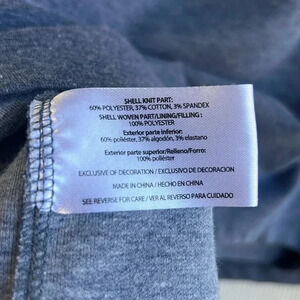 SHELL KNIT PART:
60% POLYESTER, 37% COTTON, 3% SPANDEX
SHELL WOVEN PART/LINING/FILLING :
100% POLYESTER
Exterior parte inferior:
60% poliéster, 37% algodón, 3% elastano
Exterior parte superior/Relleno/Forro:
100% poliéster
EXCLUSIVE OF DECORATION / EXCLUSIVO DE DECORACION
MADE IN CHINA / HECHO EN CHINA
SEE REVERSE FOR CARE / VER AL REVERSO PARA CUIDADO